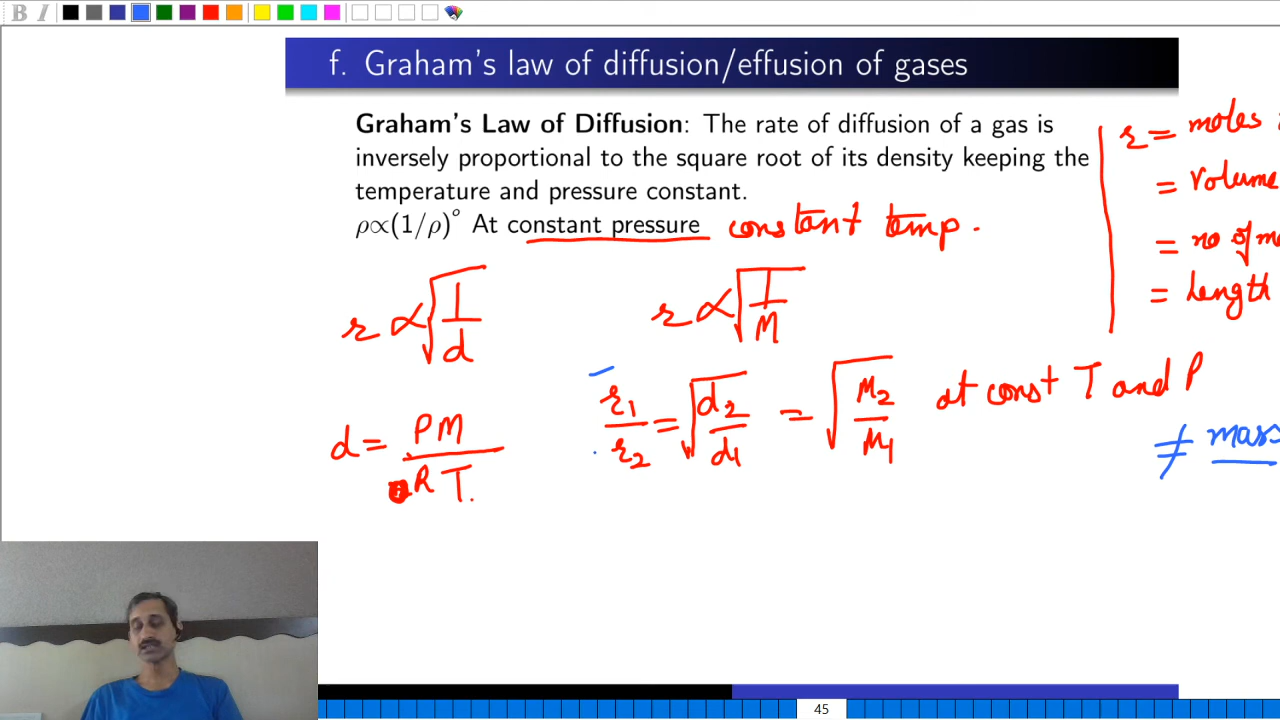 B I
f. Graham's law of diffusion/effusion of gases
Graham's Law of Diffusion: The rate of diffusion of a gas is
inversely proportional to the square root of its density keeping the
temperature and pressure constant.
ρ∝(1/ρ)° At constant pressure constant temp.
r ∝ √(1/d) r ∝ √(1/M)
r = moles
= volume
= no of mo
= length
d = PM/RT.
r1/r2 = √(d2/d1) = √(M2/M1) at const T and P
≠ mass
45